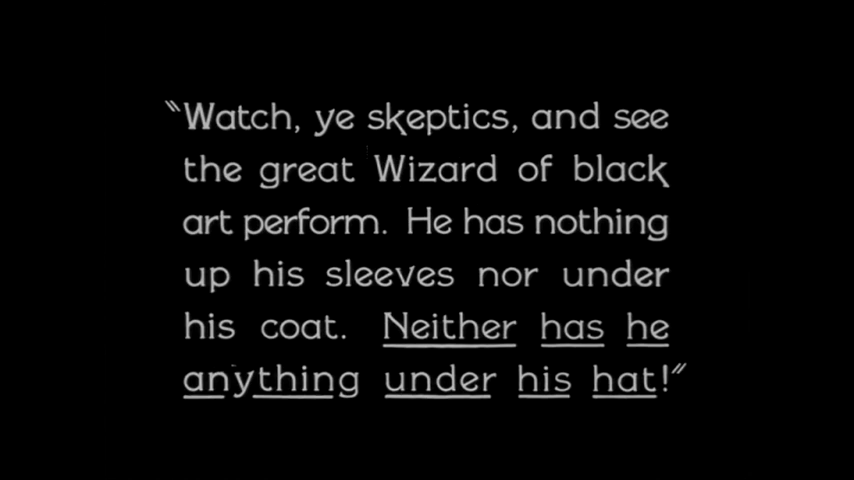 "Watch, ye skeptics, and see
the great Wizard of black
art perform. He has nothing
up his sleeves nor under
his coat. Neither has he
anything under his hat!"